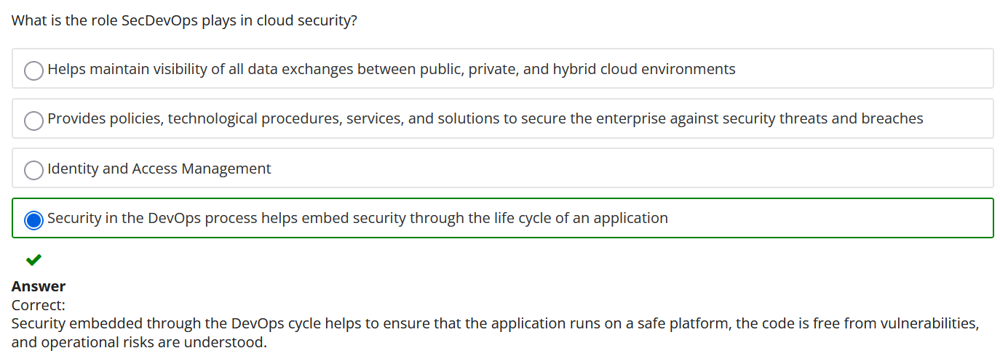 What is the role SecDevOps plays in cloud security?
Helps maintain visibility of all data exchanges between public, private, and hybrid cloud environments
Provides policies, technological procedures, services, and solutions to secure the enterprise against security threats and breaches
Identity and Access Management
Security in the DevOps process helps embed security through the life cycle of an application
Answer
Correct:
Security embedded through the DevOps cycle helps to ensure that the application runs on a safe platform, the code is free from vulnerabilities,
and operational risks are understood.